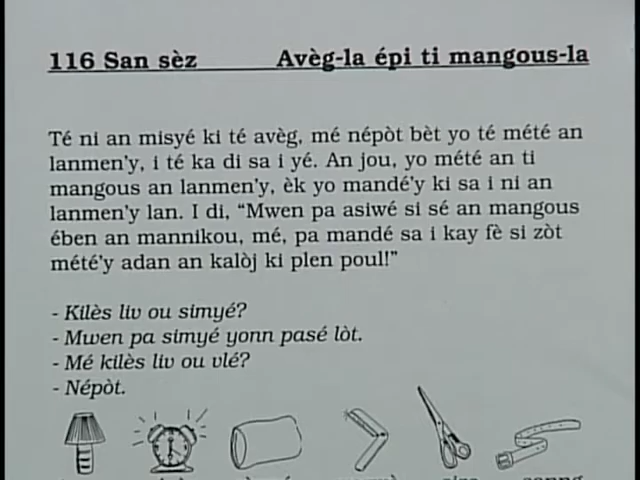 116 San sèz Avèg-la épi ti mangous-la
Té ni an misyé ki té avèg, mé népòt bèt yo té mété an
lanmen'y, i té ka di sa i yé. An jou, yo mété an ti
mangous an lanmen'y, èk yo mandé'y ki sa i ni an
lanmen'y lan. I di, “Mwen pa asiwé si sé an mangous
ében an mannikou, mé, pa mandé sa i kay fè si zòt
mété'y adan an kalòj ki plen poul!”
- Kilès liv ou simyé?
- Mwen pa simyé yonn pasé lòt.
- Mé kilès liv ou vlé?
- Népòt.